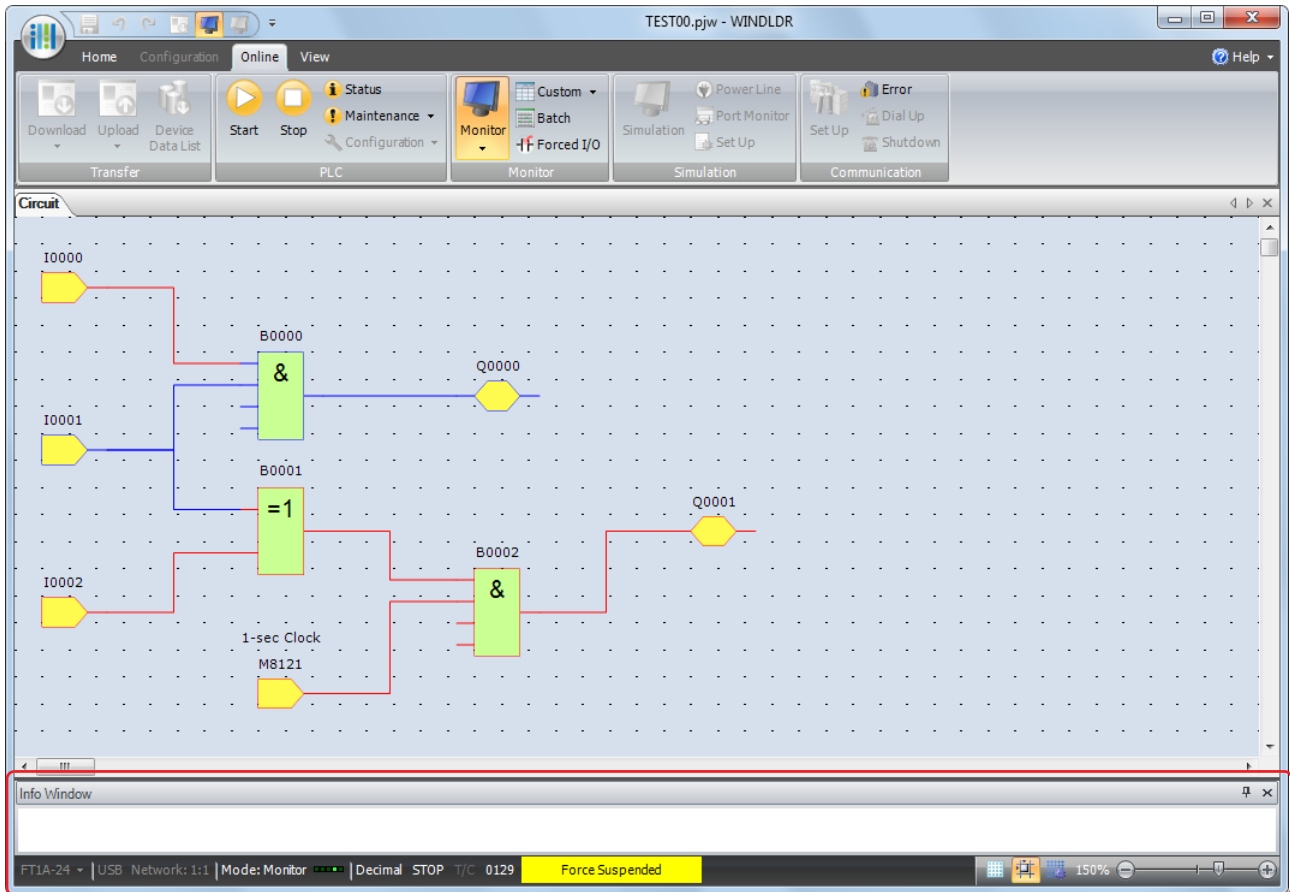 TEST00.pjw - WINDLDR
Home Configuration Online View Help
Download Upload Device Data List
Transfer
Start Stop Status Maintenance Configuration
PLC
Monitor Custom Batch Forced I/O
Monitor
Simulation Power Line Port Monitor Set Up
Simulation
Set Up Error Dial Up Shutdown
Communication
Circuit
I0000
B0000
&
Q0000
I0001
B0001
=1
Q0001
B0002
&
I0002
1-sec Clock
M8121
Info Window
FT1A-24 USB Network: 1:1 Mode: Monitor Decimal STOP T/C 0129 Force Suspended 150%